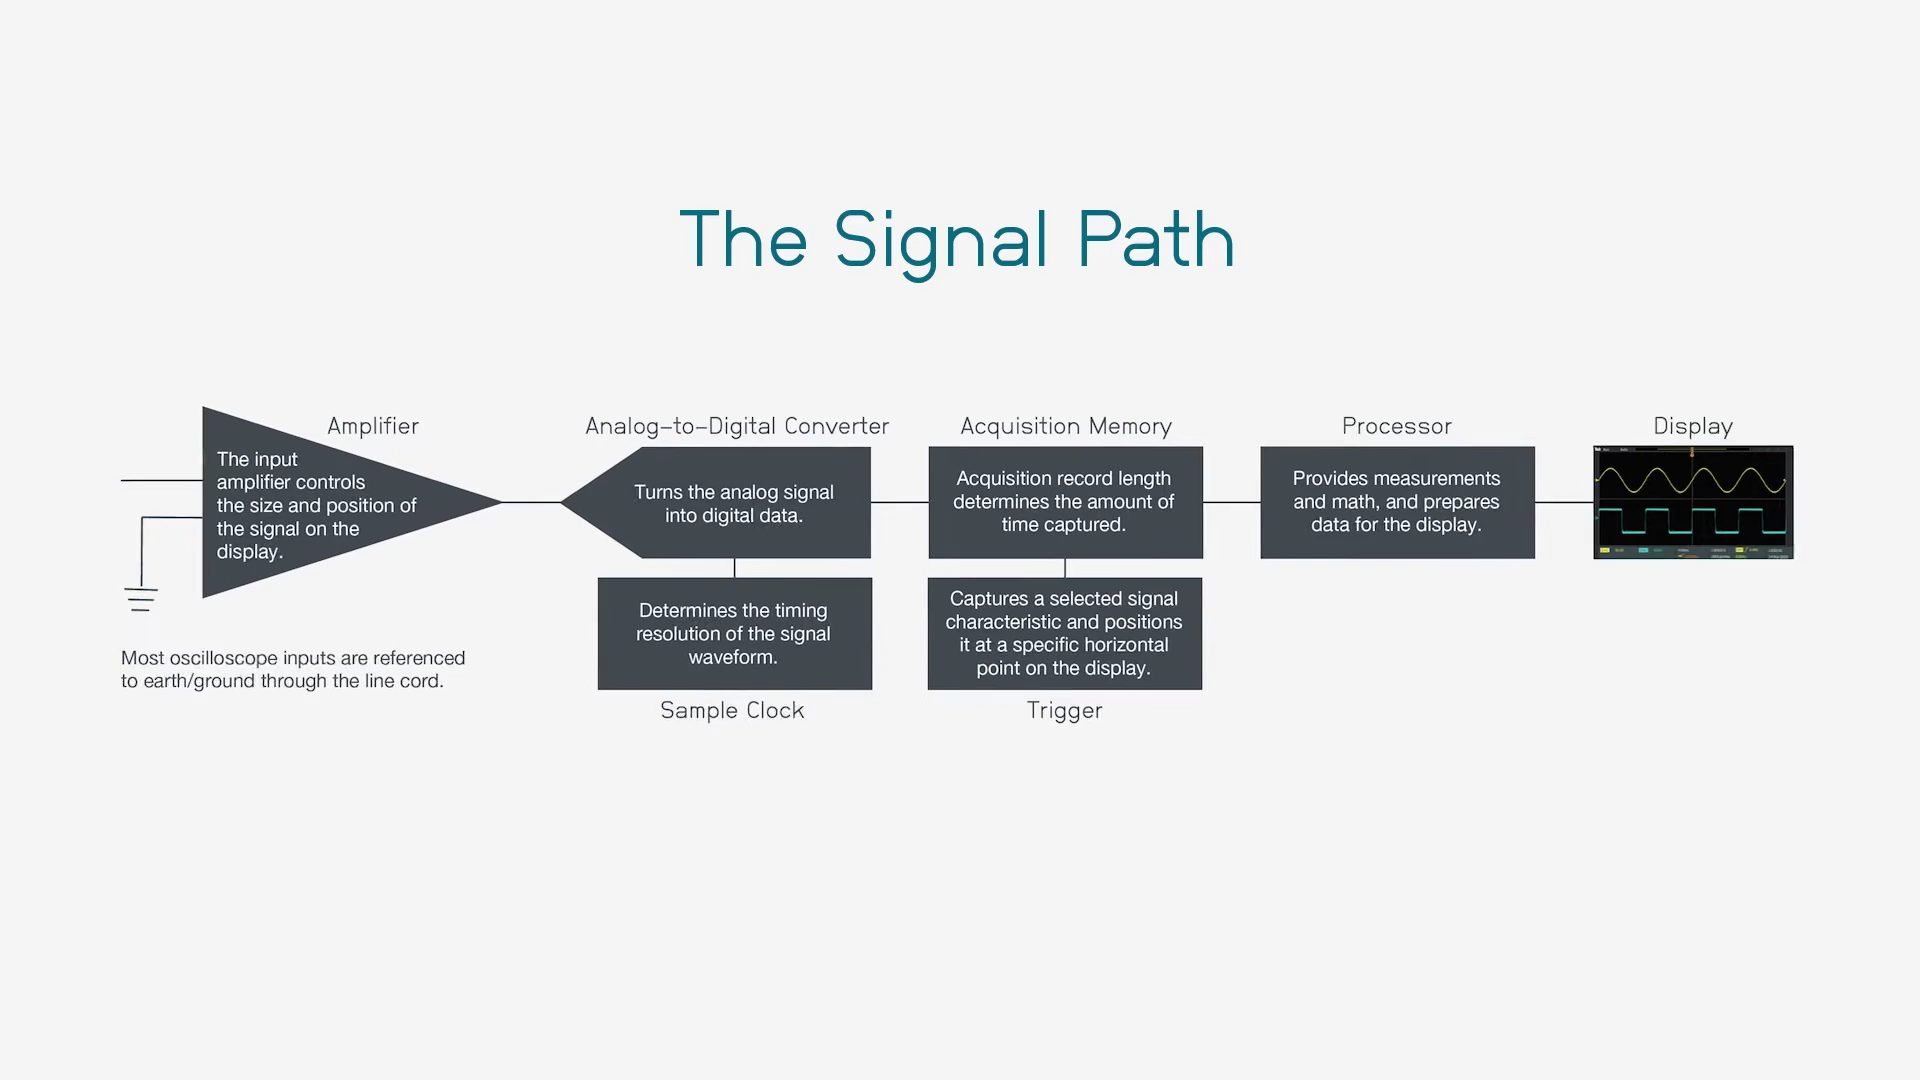 The Signal Path
Amplifier
The input
amplifier controls
the size and position of
the signal on the
display.
Most oscilloscope inputs are referenced
to earth/ground through the line cord.
Analog-to-Digital Converter
Turns the analog signal
into digital data.
Determines the timing
resolution of the signal
waveform.
Sample Clock
Acquisition Memory
Acquisition record length
determines the amount of
time captured.
Captures a selected signal
characteristic and positions
it at a specific horizontal
point on the display.
Trigger
Processor
Provides measurements
and math, and prepares
data for the display.
Display